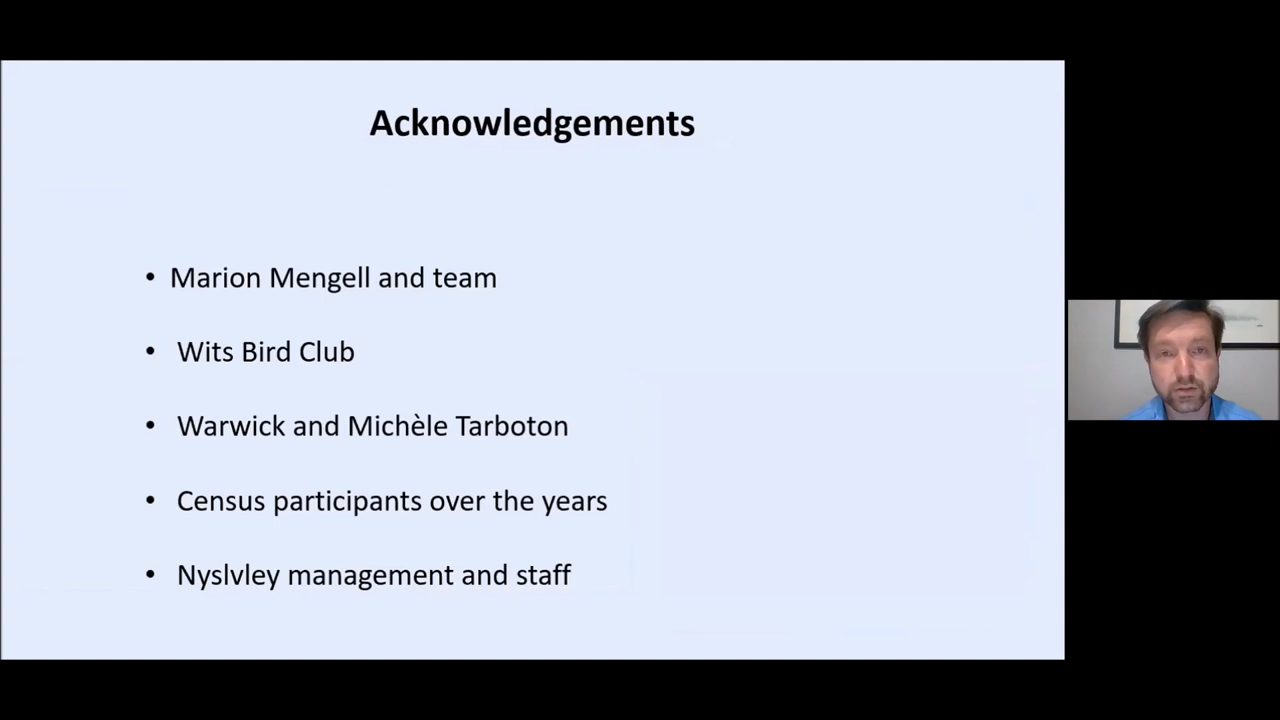 Acknowledgements
• Marion Mengell and team
• Wits Bird Club
• Warwick and Michèle Tarboton
• Census participants over the years
• Nyslvley management and staff